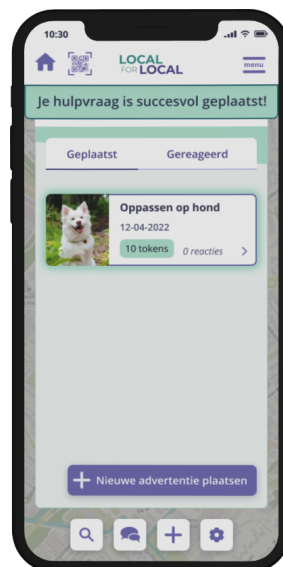 10:30
LOCAL
FOR LOCAL
menu
Je hulpvraag is succesvol geplaatst!
Geplaatst Gereageerd
Oppassen op hond
12-04-2022
10 tokens 0 reacties
Nieuwe advertentie plaatsen